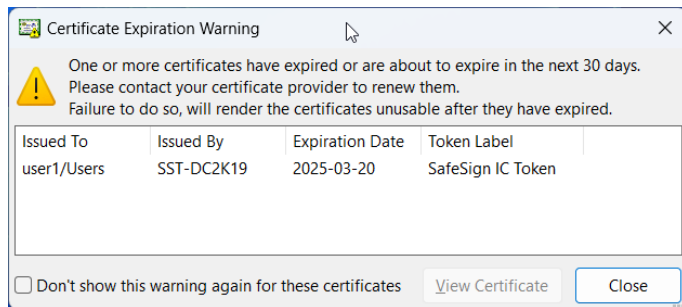 Certificate Expiration Warning
One or more certificates have expired or are about to expire in the next 30 days.
Please contact your certificate provider to renew them.
Failure to do so, will render the certificates unusable after they have expired.
Issued To Issued By Expiration Date Token Label
user1/Users SST-DC2K19 2025-03-20 SafeSign IC Token
Don't show this warning again for these certificates View Certificate Close